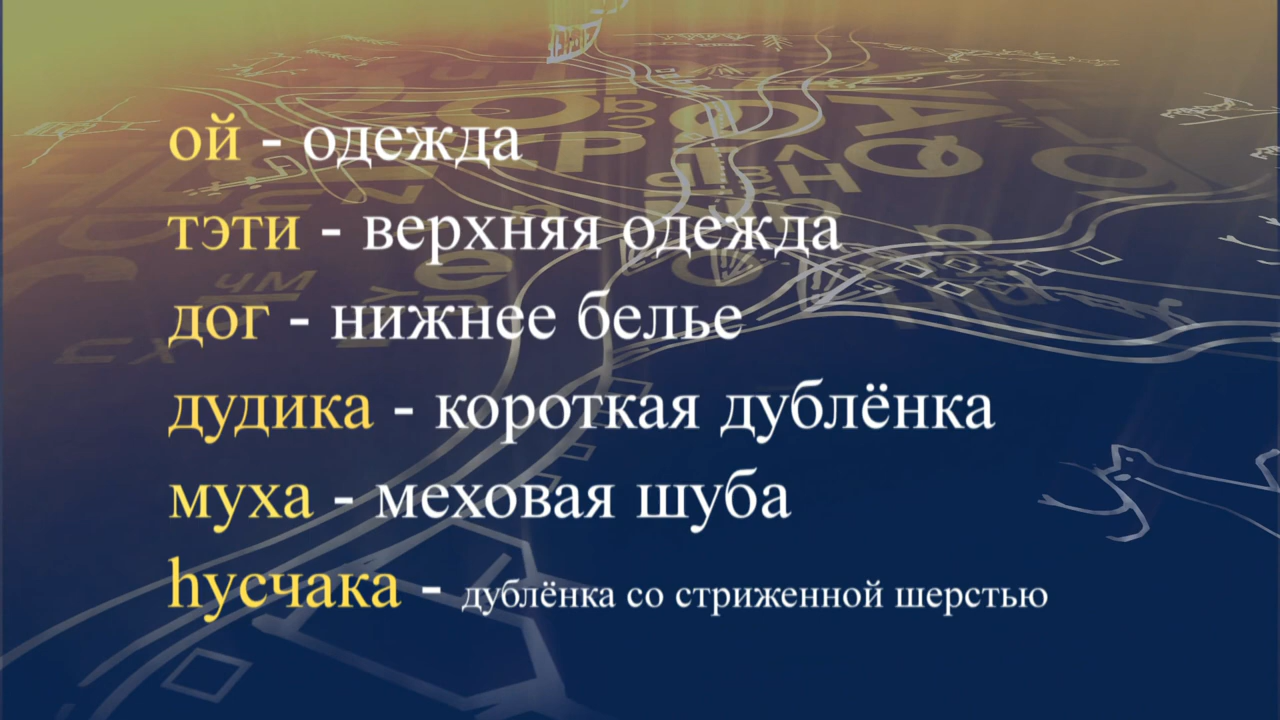 ой - одежда
тэти - верхняя одежда
дог - нижнее белье
дудика - короткая дублёнка
муха - меховая шуба
һусчака - дублёнка со стриженной шерстью